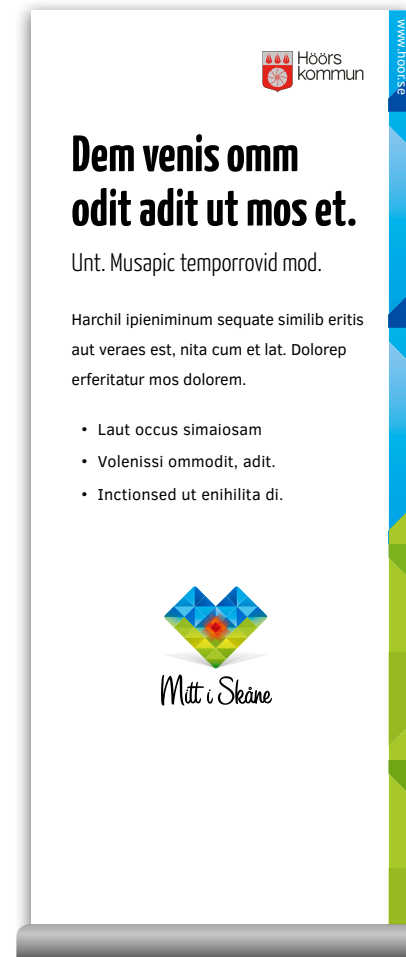 Höörs
kommun
www.hoor.se
Dem venis omm
odit adit ut mos et.
Unt. Musapic temporrovid mod.
Harchil ipieniminum sequate similib eritis
aut veraes est, nita cum et lat. Dolorep
erferitatur mos dolorem.
• Laut occus simaiosam
• Volenissi ommodit, adit.
• Inctionsed ut enihilita di.
Mitt i Skåne